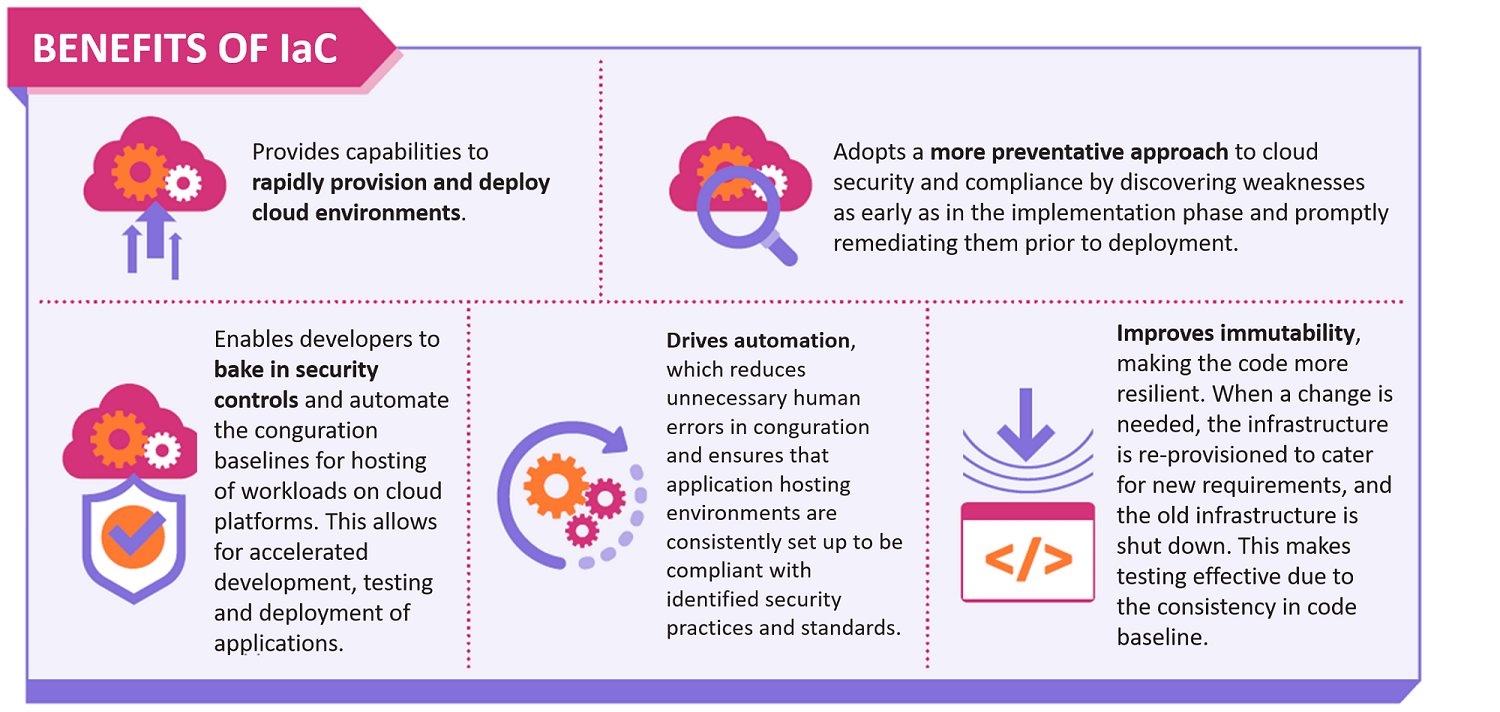 BENEFITS OF IaC
Provides capabilities to
rapidly provision and deploy
cloud environments.
Adopts a more preventative approach to cloud
security and compliance by discovering weaknesses
as early as in the implementation phase and promptly
remediating them prior to deployment.
Enables developers to
bake in security
controls and automate
the conguration
baselines for hosting
of workloads on cloud
platforms. This allows
for accelerated
development, testing
and deployment of
applications.
Drives automation,
which reduces
unnecessary human
errors in conguration
and ensures that
application hosting
environments are
consistently set up to be
compliant with
identified security
practices and standards.
Improves immutability,
making the code more
resilient. When a change is
needed, the infrastructure
is re-provisioned to cater
for new requirements, and
the old infrastructure is
shut down. This makes
testing effective due to
the consistency in code
baseline.
</>